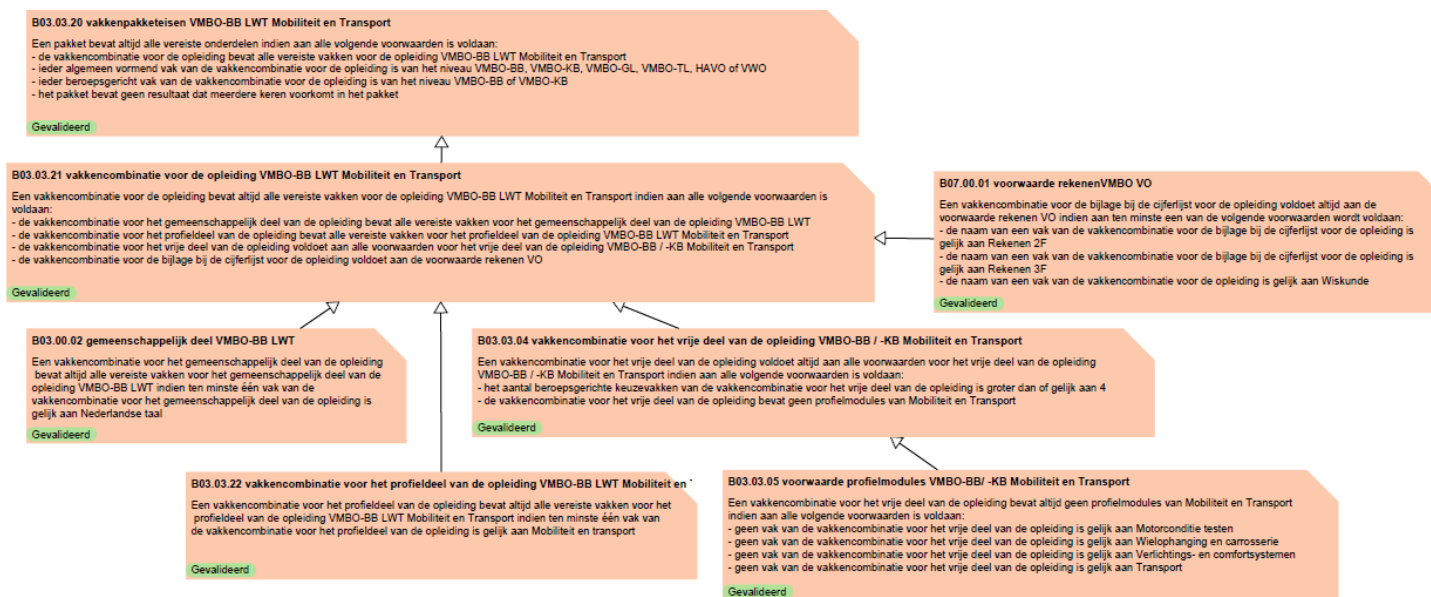 B03.03.20 vakkenpakketeisen VMBO-BB LWT Mobiliteit en Transport
Een pakket bevat altijd alle vereiste onderdelen indien aan alle volgende voorwaarden is voldaan:
- de vakkencombinatie voor de opleiding bevat alle vereiste vakken voor de opleiding VMBO-BB LWT Mobiliteit en Transport
- ieder algemeen vormend vak van de vakkencombinatie voor de opleiding is van het niveau VMBO-BB, VMBO-KB, VMBO-GL, VMBO-TL, HAVO of VWO
- ieder beroepsgericht vak van de vakkencombinatie voor de opleiding is van het niveau VMBO-BB of VMBO-KB
- het pakket bevat geen resultaat dat meerdere keren voorkomt in het pakket
Gevalideerd
B03.03.21 vakkencombinatie voor de opleiding VMBO-BB LWT Mobiliteit en Transport
Een vakkencombinatie voor de opleiding bevat altijd alle vereiste vakken voor de opleiding VMBO-BB LWT Mobiliteit en Transport indien aan alle volgende voorwaarden is
voldaan:
- de vakkencombinatie voor het gemeenschappelijk deel van de opleiding bevat alle vereiste vakken voor het gemeenschappelijk deel van de opleiding VMBO-BB LWT
- de vakkencombinatie voor het profieldeel van de opleiding bevat alle vereiste vakken voor het profieldeel van de opleiding VMBO-BB LWT Mobiliteit en Transport
- de vakkencombinatie voor het vrije deel van de opleiding voldoet aan alle voorwaarden voor het vrije deel van de opleiding VMBO-BB / -KB Mobiliteit en Transport
- de vakkencombinatie voor de bijlage bij de cijferlijst voor de opleiding voldoet aan de voorwaarde rekenen VO
Gevalideerd
B07.00.01 voorwaarde rekenenVMBO VO
Een vakkencombinatie voor de bijlage bij de cijferlijst voor de opleiding voldoet altijd aan de
voorwaarde rekenen VO indien aan ten minste een van de volgende voorwaarden wordt voldaan:
- de naam van een vak van de vakkencombinatie voor de bijlage bij de cijferlijst voor de opleiding is
gelijk aan Rekenen 2F
- de naam van een vak van de vakkencombinatie voor de bijlage bij de cijferlijst voor de opleiding is
gelijk aan Rekenen 3F
- de naam van een vak van de vakkencombinatie voor de opleiding is gelijk aan Wiskunde
Gevalideerd
B03.00.02 gemeenschappelijk deel VMBO-BB LWT
Een vakkencombinatie voor het gemeenschappelijk deel van de opleiding
bevat altijd alle vereiste vakken voor het gemeenschappelijk deel van de
opleiding VMBO-BB LWT indien ten minste één vak van de
vakkencombinatie voor het gemeenschappelijk deel van de opleiding is
gelijk aan Nederlandse taal
Gevalideerd
B03.03.04 vakkencombinatie voor het vrije deel van de opleiding VMBO-BB / -KB Mobiliteit en Transport
Een vakkencombinatie voor het vrije deel van de opleiding voldoet altijd aan alle voorwaarden voor het vrije deel van de opleiding
VMBO-BB / -KB Mobiliteit en Transport indien aan alle volgende voorwaarden is voldaan:
- het aantal beroepsgerichte keuzevakken van de vakkencombinatie voor het vrije deel van de opleiding is groter dan of gelijk aan 4
- de vakkencombinatie voor het vrije deel van de opleiding bevat geen profielmodules van Mobiliteit en Transport
Gevalideerd
B03.03.22 vakkencombinatie voor het profieldeel van de opleiding VMBO-BB LWT Mobiliteit en
Een vakkencombinatie voor het profieldeel van de opleiding bevat altijd alle vereiste vakken voor het
profieldeel van de opleiding VMBO-BB LWT Mobiliteit en Transport indien ten minste één vak van
de vakkencombinatie voor het profieldeel van de opleiding is gelijk aan Mobiliteit en transport
Gevalideerd
B03.03.05 voorwaarde profielmodules VMBO-BB/ -KB Mobiliteit en Transport
Een vakkencombinatie voor het vrije deel van de opleiding bevat altijd geen profielmodules van Mobiliteit en Transport
indien aan alle volgende voorwaarden is voldaan:
- geen vak van de vakkencombinatie voor het vrije deel van de opleiding is gelijk aan Motorconditie testen
- geen vak van de vakkencombinatie voor het vrije deel van de opleiding is gelijk aan Wielophanging en carrosserie
- geen vak van de vakkencombinatie voor het vrije deel van de opleiding is gelijk aan Verlichtings- en comfortsystemen
- geen vak van de vakkencombinatie voor het vrije deel van de opleiding is gelijk aan Transport
Gevalideerd